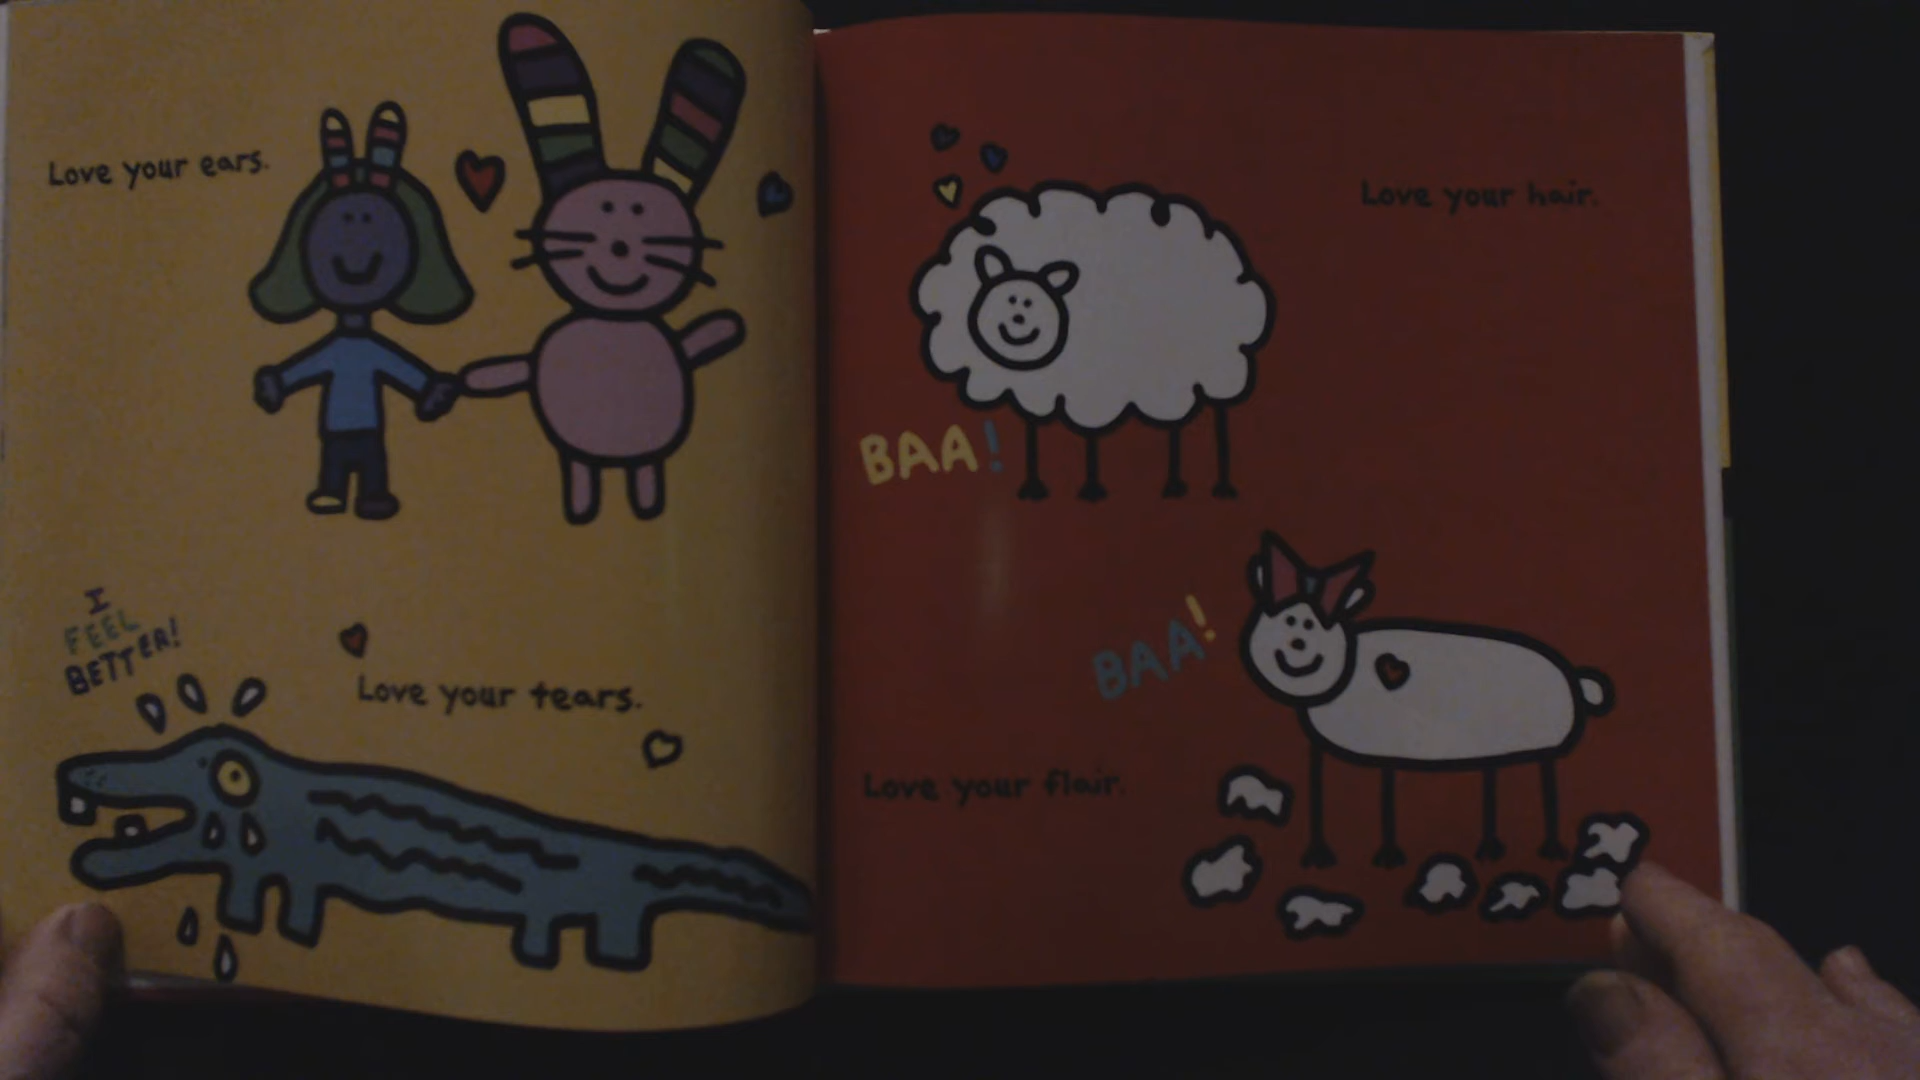 Love your ears.
I
FEEL
BETTER!
Love your tears.
Love your hair.
BAA!
BAA!
Love your flair.